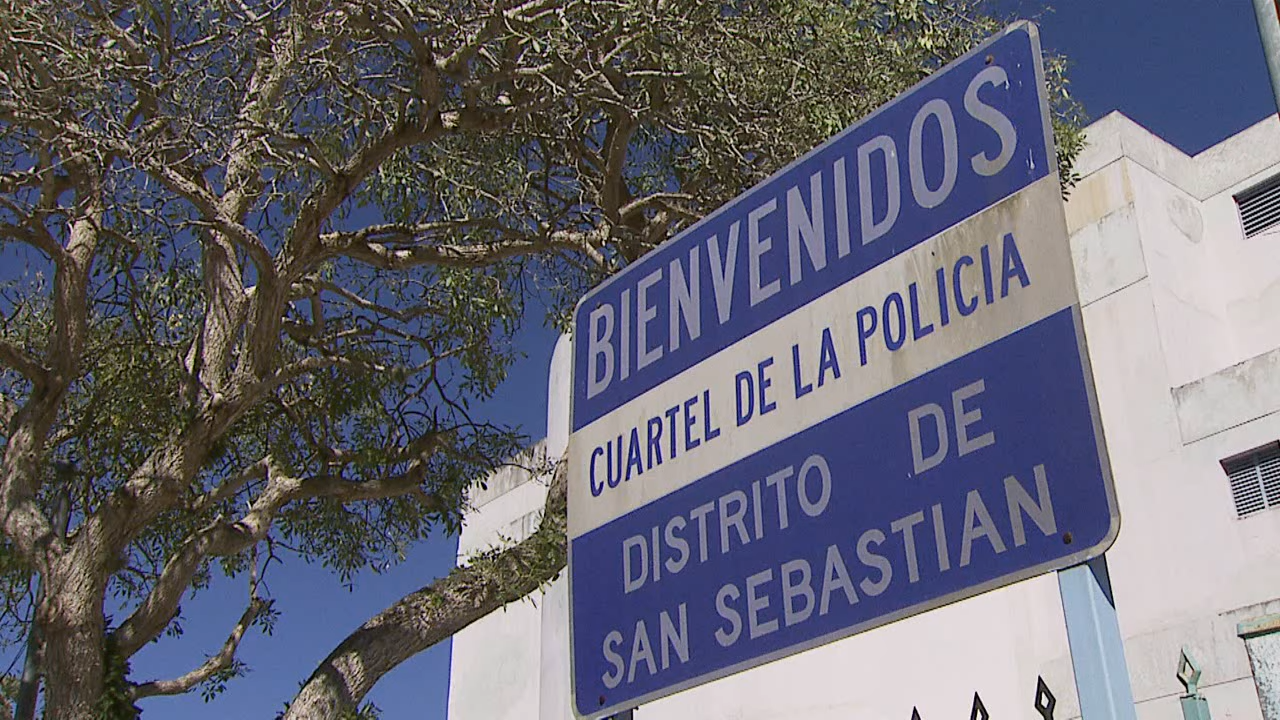 BIENVENIDOS
CUARTEL DE LA POLICIA
DISTRITO DE
SAN SEBASTIAN